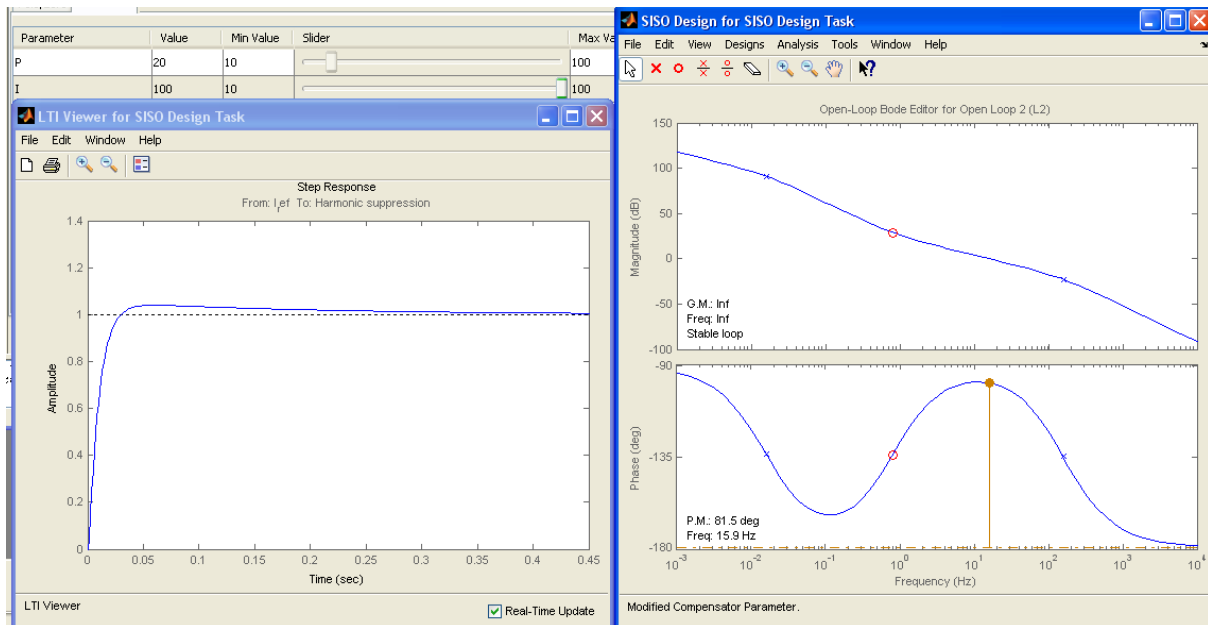 Parameter Value Min Value Slider Max Va
P 20 10 100
I 100 10 100
LTI Viewer for SISO Design Task
File Edit Window Help
Step Response
From: I_ref To: Harmonic suppression
1.4
1.2
1
0.8
0.6
0.4
0.2
0
Amplitude
0 0.05 0.1 0.15 0.2 0.25 0.3 0.35 0.4 0.45
Time (sec)
LTI Viewer
Real-Time Update
SISO Design for SISO Design Task
File Edit View Designs Analysis Tools Window Help
Open-Loop Bode Editor for Open Loop 2 (L2)
150
100
50
0
-50
-100
Magnitude (dB)
G.M.: Inf
Freq: Inf
Stable loop
-90
-135
-180
Phase (deg)
P.M.: 81.5 deg
Freq: 15.9 Hz
10^-3 10^-2 10^-1 10^0 10^1 10^2 10^3 10^4
Frequency (Hz)
Modified Compensator Parameter.